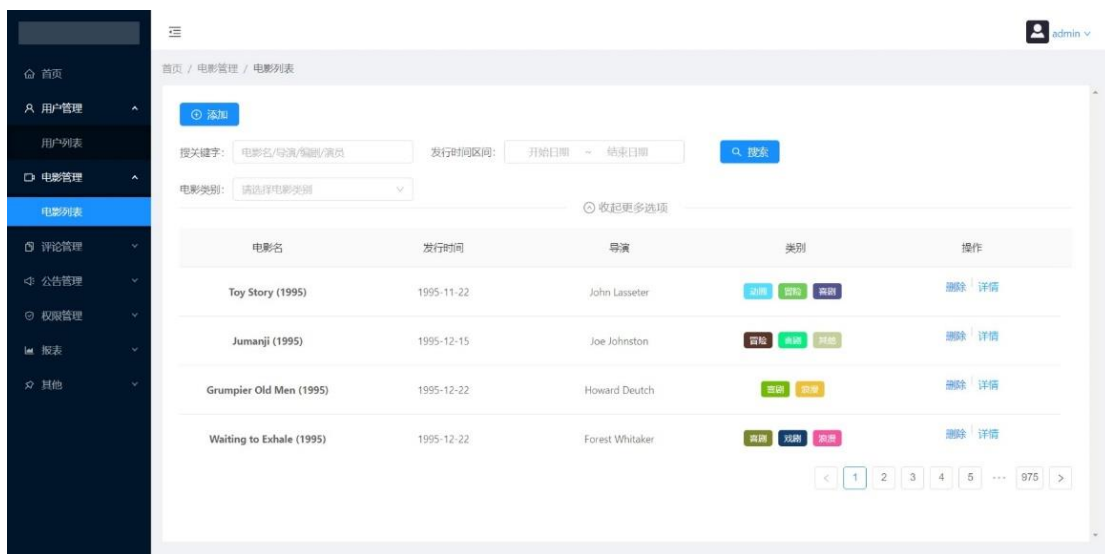 admin
首页
首页 / 电影管理 / 电影列表
用户管理
添加
用户列表
搜关键字： 电影名/导演/编剧/演员 发行时间区间： 开始日期 ~ 结束日期 搜索
电影管理
电影类别： 请选择电影类别
电影列表
收起更多选项
评论管理
电影名 发行时间 导演 类别 操作
公告管理
Toy Story (1995) 1995-11-22 John Lasseter 动画 冒险 喜剧 删除 详情
权限管理
Jumanji (1995) 1995-12-15 Joe Johnston 冒险 喜剧 删除 详情
报表
其他
Grumpier Old Men (1995) 1995-12-22 Howard Deutch 喜剧 浪漫 删除 详情
Waiting to Exhale (1995) 1995-12-22 Forest Whitaker 喜剧 戏剧 浪漫 删除 详情
< 1 2 3 4 5 ··· 975 >